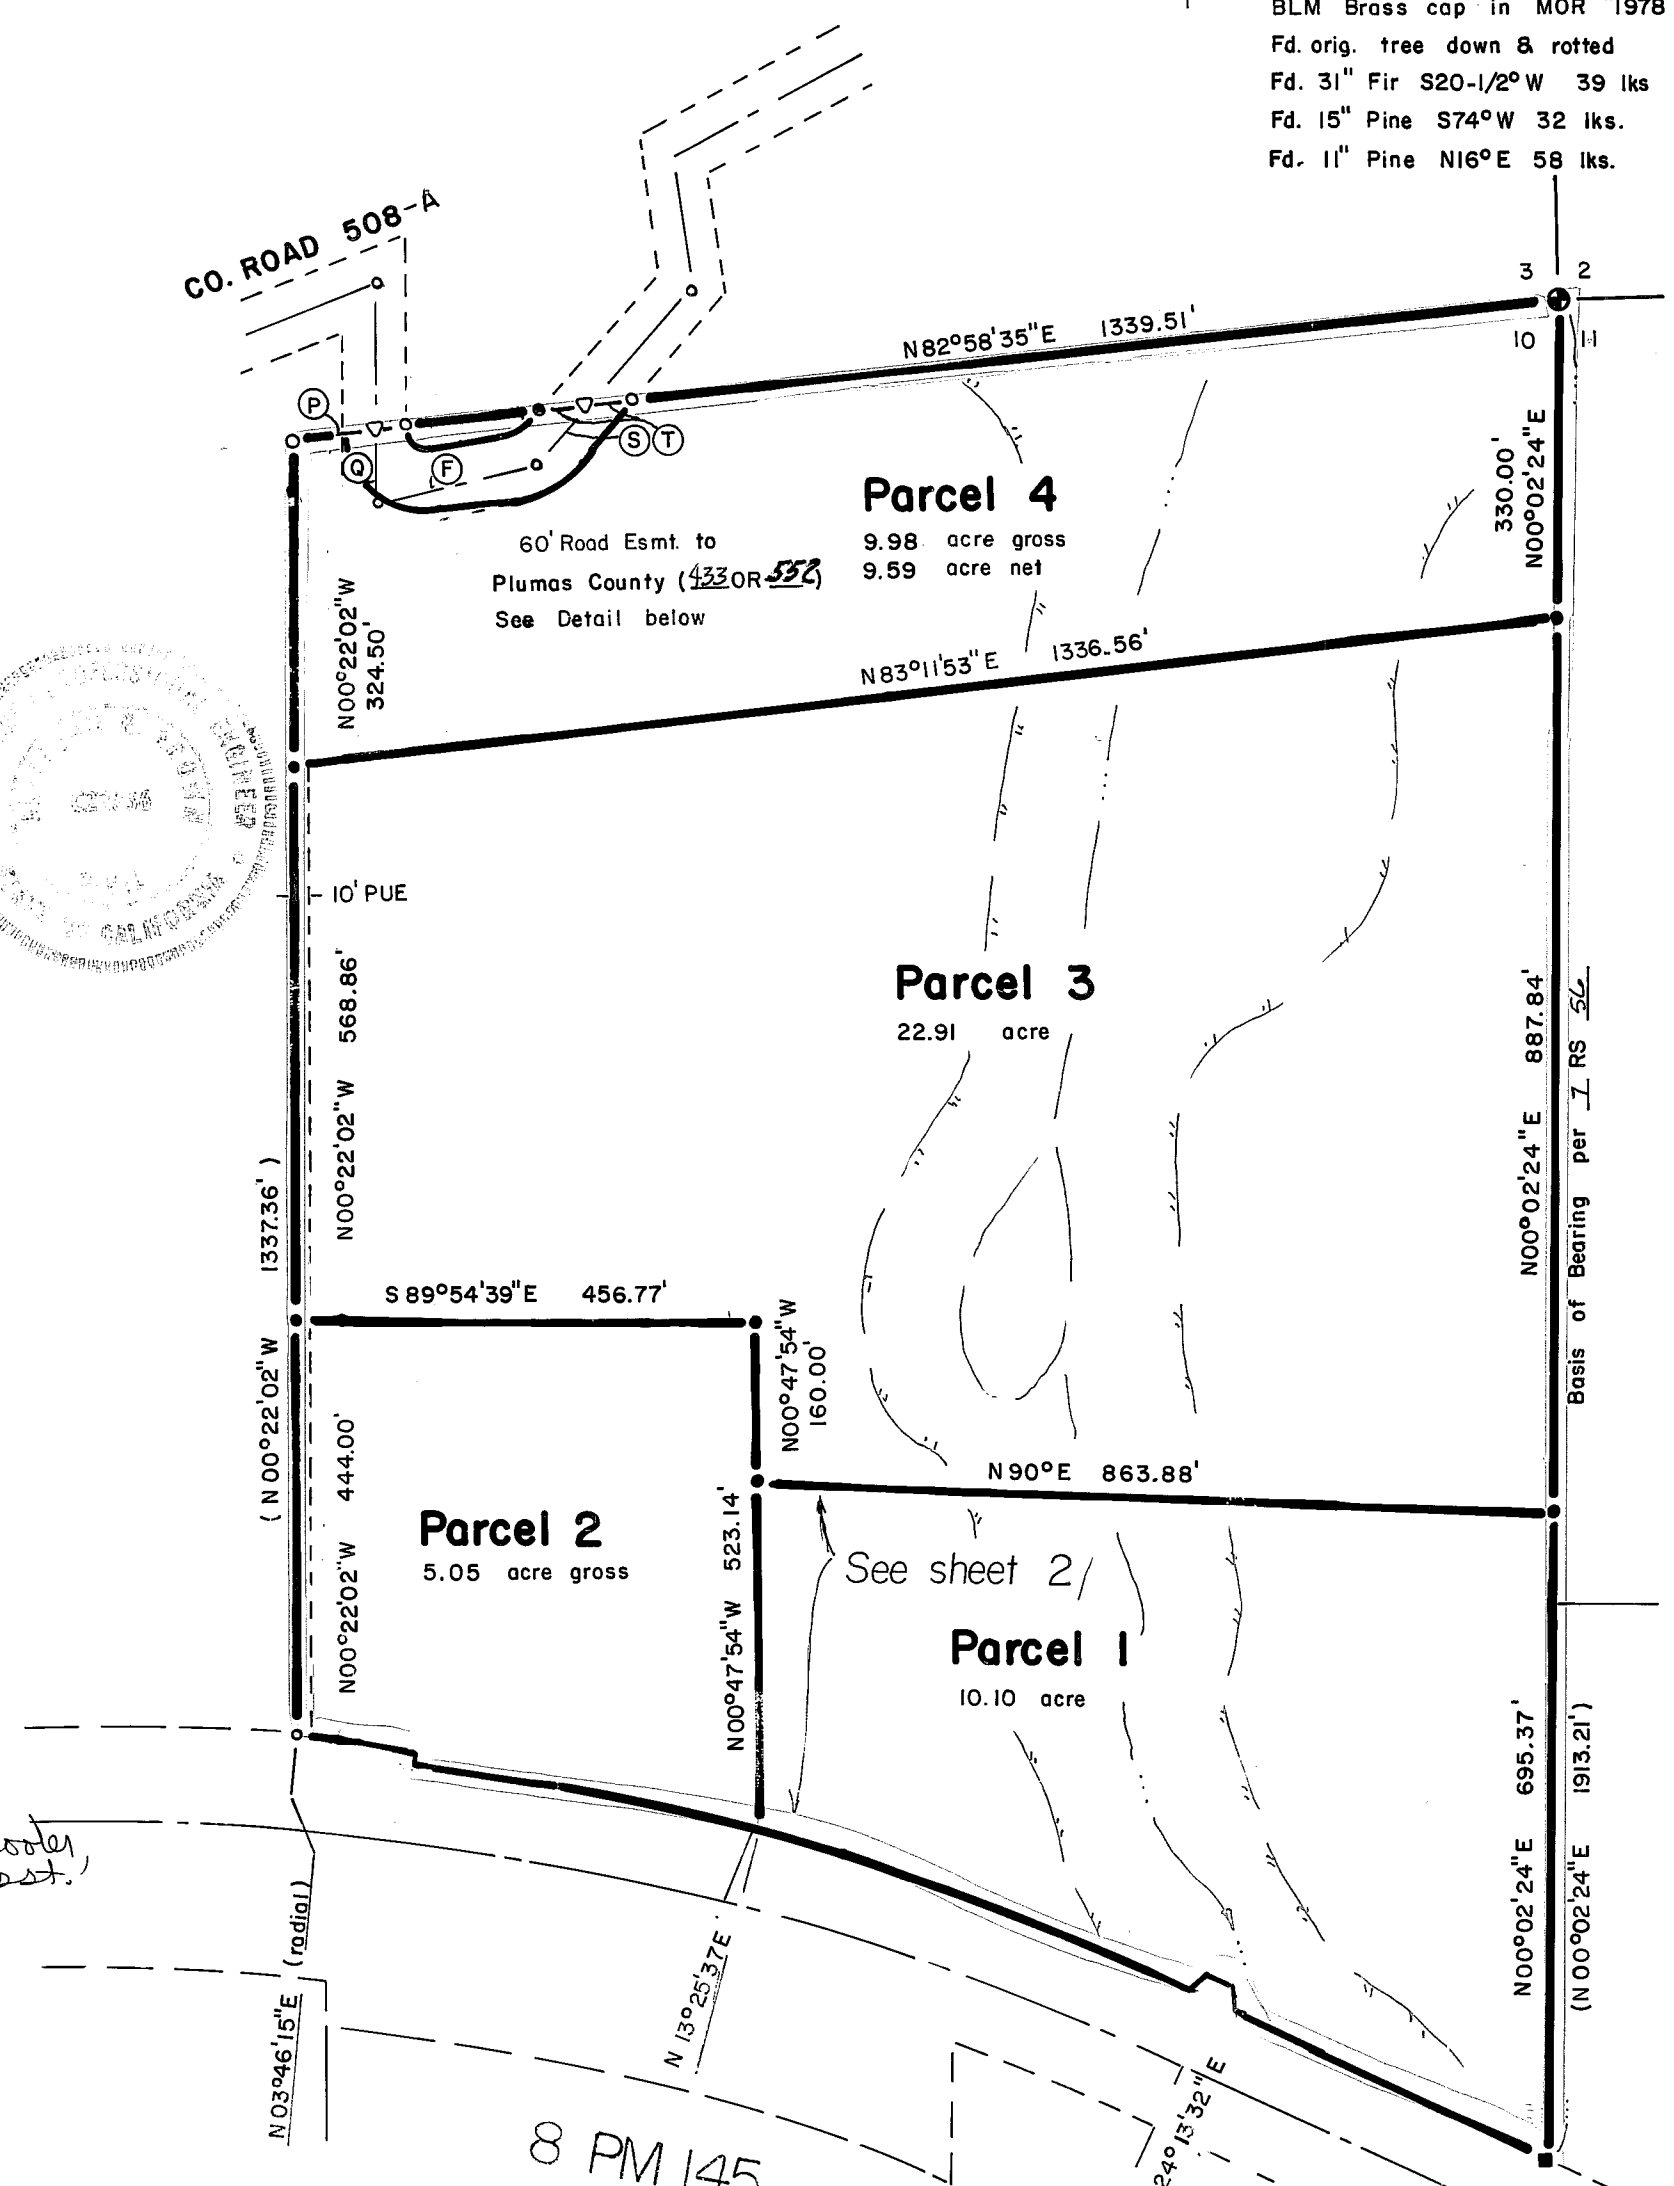 BLM Brass cap in MOR 1978
Fd. orig. tree down & rotted
Fd. 31" Fir S20-1/2°W 39 lks
Fd. 15" Pine S74°W 32 lks.
Fd. 11" Pine N16°E 58 lks.
CO. ROAD 508-A
3 2
10 11
N82°58'35"E 1339.51'
P
Q
F
S T
330.00'
N00°02'24"E
Parcel 4
9.98 acre gross
9.59 acre net
60' Road Esmt. to
Plumas County (433 OR 552)
See Detail below
N00°22'02"W
324.50'
N83°11'53"E 1336.56'
10' PUE
N00°22'02"W 568.86'
Parcel 3
22.91 acre
N00°02'24"E 887.84'
Basis of Bearing per 7 RS 56
(N00°22'02"W 1337.36')
S89°54'39"E 456.77'
N00°47'54"W
160.00'
N90°E 863.88'
N00°22'02"W 444.00'
Parcel 2
5.05 acre gross
N00°47'54"W 523.14'
See sheet 2
Parcel 1
10.10 acre
N00°02'24"E 695.37'
(N00°02'24"E 1913.21')
N03°46'15"E (radial)
N13°25'37E
24°13'32"E
8 PM 145